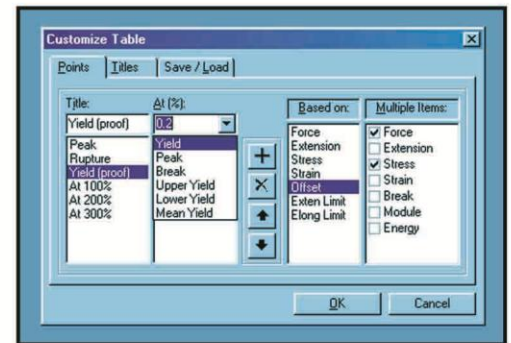 Customize Table
Points Titles Save / Load
Title: At (%): Based on: Multiple Items:
Yield (proof) 0.2
Peak
Rupture
Yield (proof)
At 100%
At 200%
At 300%
Yield
Peak
Break
Upper Yield
Lower Yield
Mean Yield
Force
Extension
Stress
Strain
Offset
Exten Limit
Elong Limit
Force
Extension
Stress
Strain
Break
Module
Energy
OK Cancel